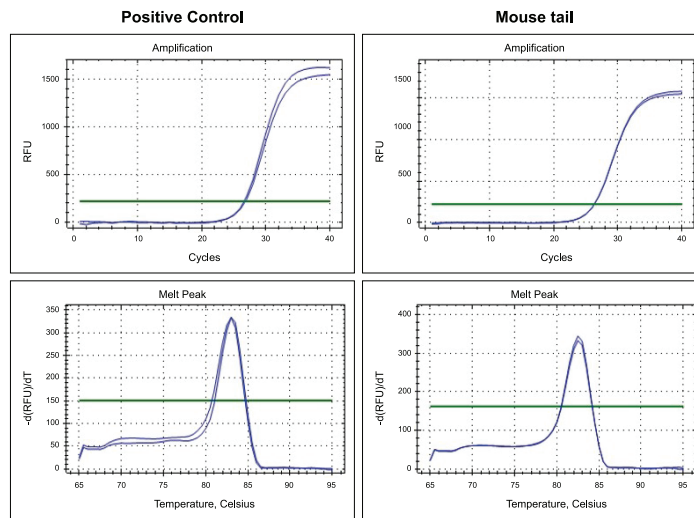 Positive Control
Mouse tail
Amplification
RFU
1500
1000
500
0
0 10 20 30 40
Cycles
Amplification
RFU
1500
1000
500
0
0 10 20 30 40
Cycles
Melt Peak
-d(RFU)/dT
350
300
250
200
150
100
50
0
65 70 75 80 85 90 95
Temperature, Celsius
Melt Peak
-d(RFU)/dT
400
300
200
100
0
65 70 75 80 85 90 95
Temperature, Celsius